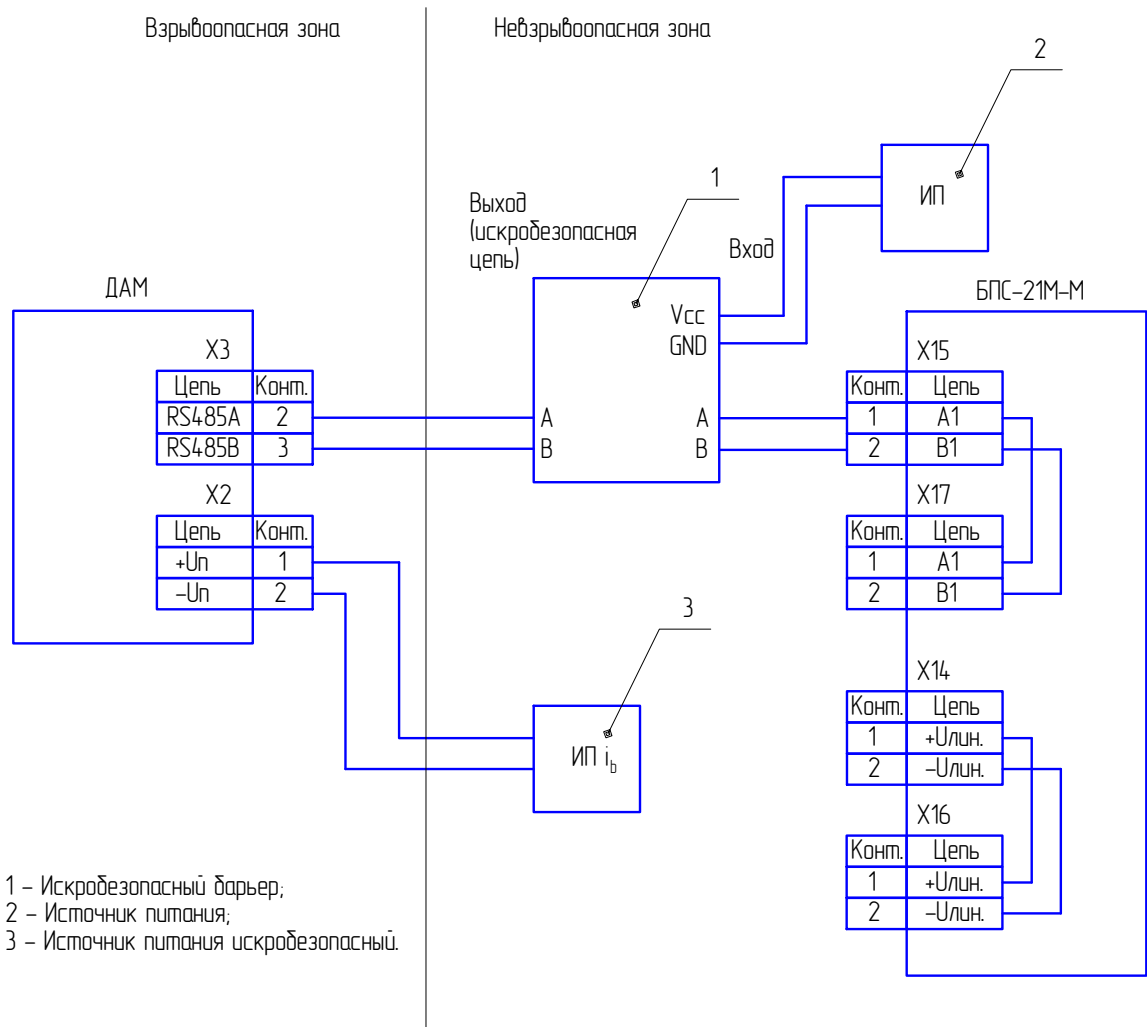 Взрывоопасная зона
Невзрывоопасная зона
2
ИП
1
Выход
(искробезопасная
цепь)
Вход
Vcc
GND
A
B
A
B
ДАМ
X3
Цепь Конт.
RS485A 2
RS485B 3
X2
Цепь Конт.
+Uп 1
–Uп 2
БПС–21М–М
X15
Конт. Цепь
1 A1
2 B1
X17
Конт. Цепь
1 A1
2 B1
3
ИП ib
X14
Конт. Цепь
1 +Uлин.
2 –Uлин.
X16
Конт. Цепь
1 +Uлин.
2 –Uлин.
1 – Искробезопасный барьер;
2 – Источник питания;
3 – Источник питания искробезопасный.